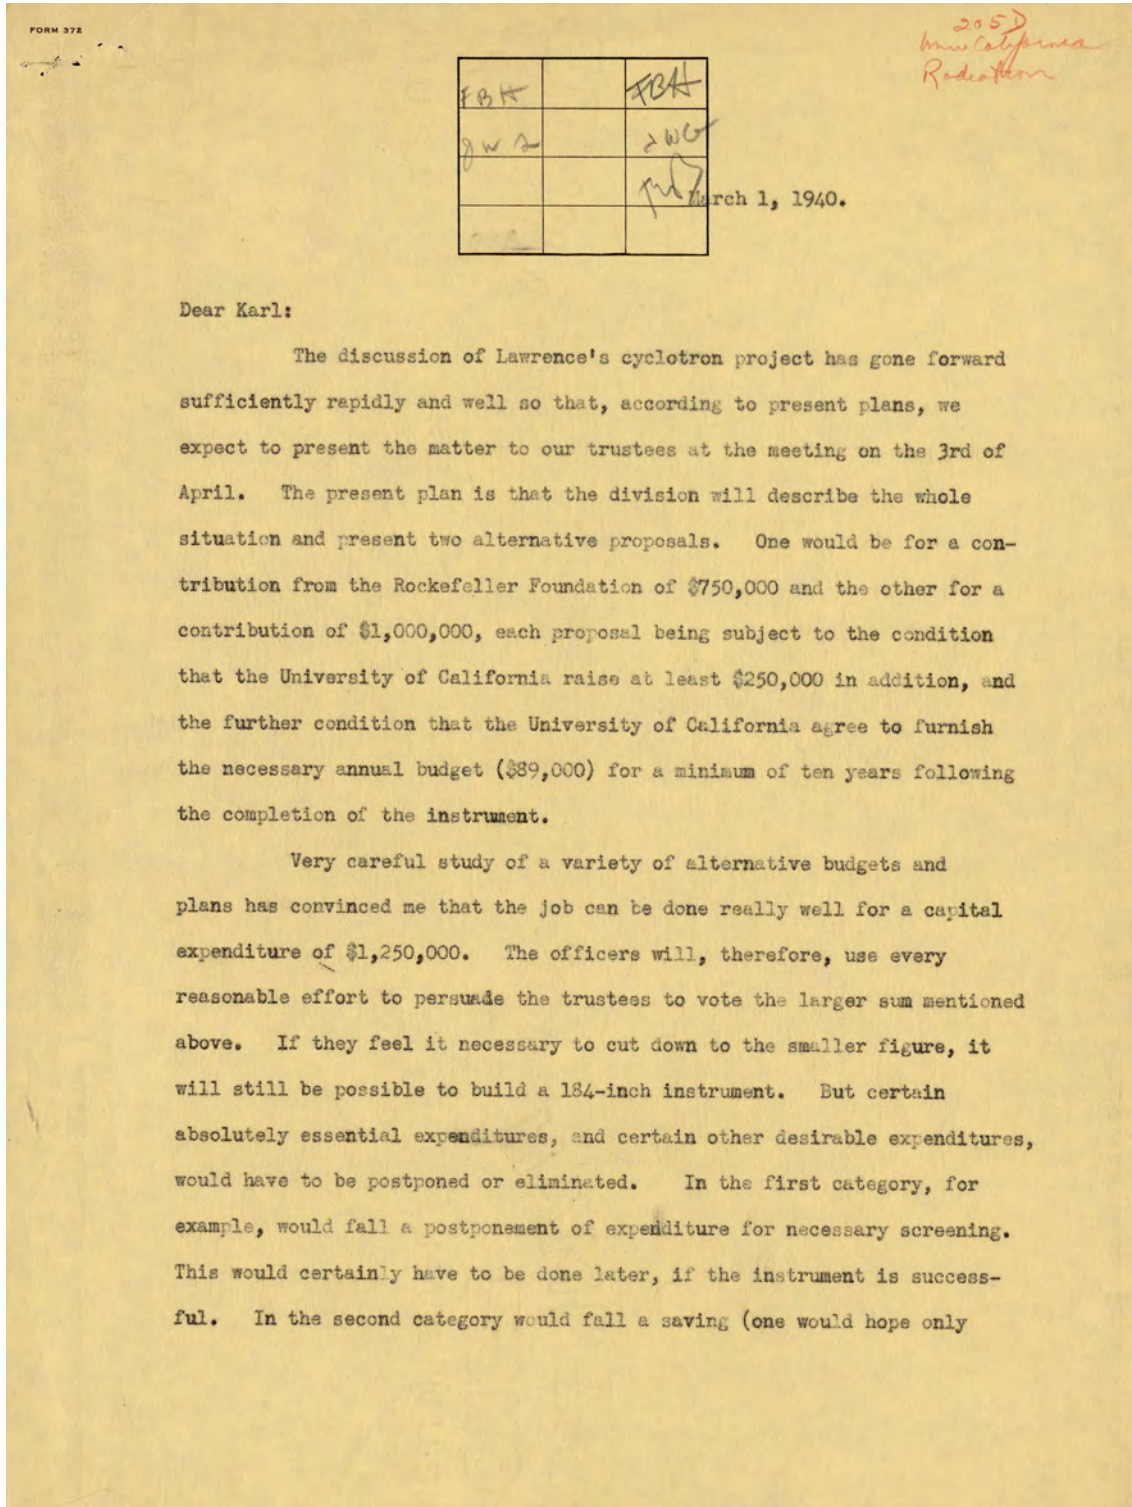 FORM 372
205D
Univ California
Radiation
FBH
FBH
March 1, 1940.
Dear Karl:
The discussion of Lawrence's cyclotron project has gone forward
sufficiently rapidly and well so that, according to present plans, we
expect to present the matter to our trustees at the meeting on the 3rd of
April. The present plan is that the division will describe the whole
situation and present two alternative proposals. One would be for a con-
tribution from the Rockefeller Foundation of $750,000 and the other for a
contribution of $1,000,000, each proposal being subject to the condition
that the University of California raise at least $250,000 in addition, and
the further condition that the University of California agree to furnish
the necessary annual budget ($89,000) for a minimum of ten years following
the completion of the instrument.
Very careful study of a variety of alternative budgets and
plans has convinced me that the job can be done really well for a capital
expenditure of $1,250,000. The officers will, therefore, use every
reasonable effort to persuade the trustees to vote the larger sum mentioned
above. If they feel it necessary to cut down to the smaller figure, it
will still be possible to build a 184-inch instrument. But certain
absolutely essential expenditures, and certain other desirable expenditures,
would have to be postponed or eliminated. In the first category, for
example, would fall a postponement of expenditure for necessary screening.
This would certainly have to be done later, if the instrument is success-
ful. In the second category would fall a saving (one would hope only